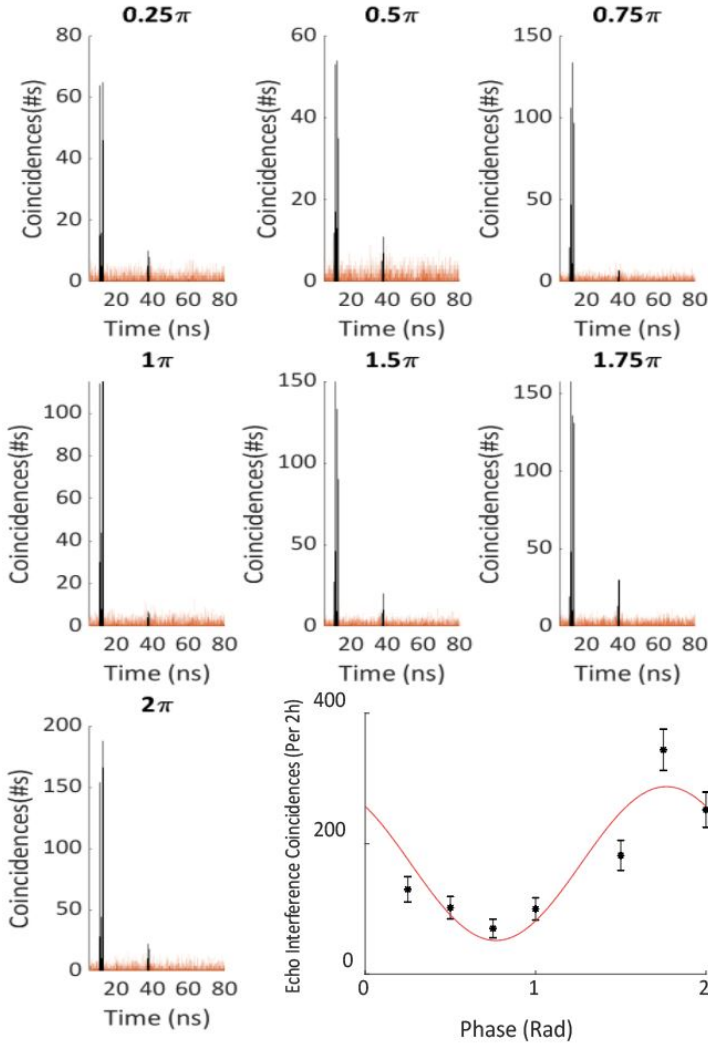 0.25π
0.5π
0.75π
Coincidences(#s)
80
60
40
20
0
20 40 60 80
Time (ns)
Coincidences(#s)
60
40
20
0
20 40 60 80
Time (ns)
Coincidences(#s)
150
100
50
0
20 40 60 80
Time (ns)
1π
1.5π
1.75π
Coincidences(#s)
100
80
60
40
20
0
20 40 60 80
Time (ns)
Coincidences(#s)
150
100
50
0
20 40 60 80
Time (ns)
Coincidences(#s)
150
100
50
0
20 40 60 80
Time (ns)
2π
Coincidences(#s)
200
150
100
50
0
20 40 60 80
Time (ns)
Echo Interference Coincidences (Per 2h)
400
200
0
0 1 2
Phase (Rad)